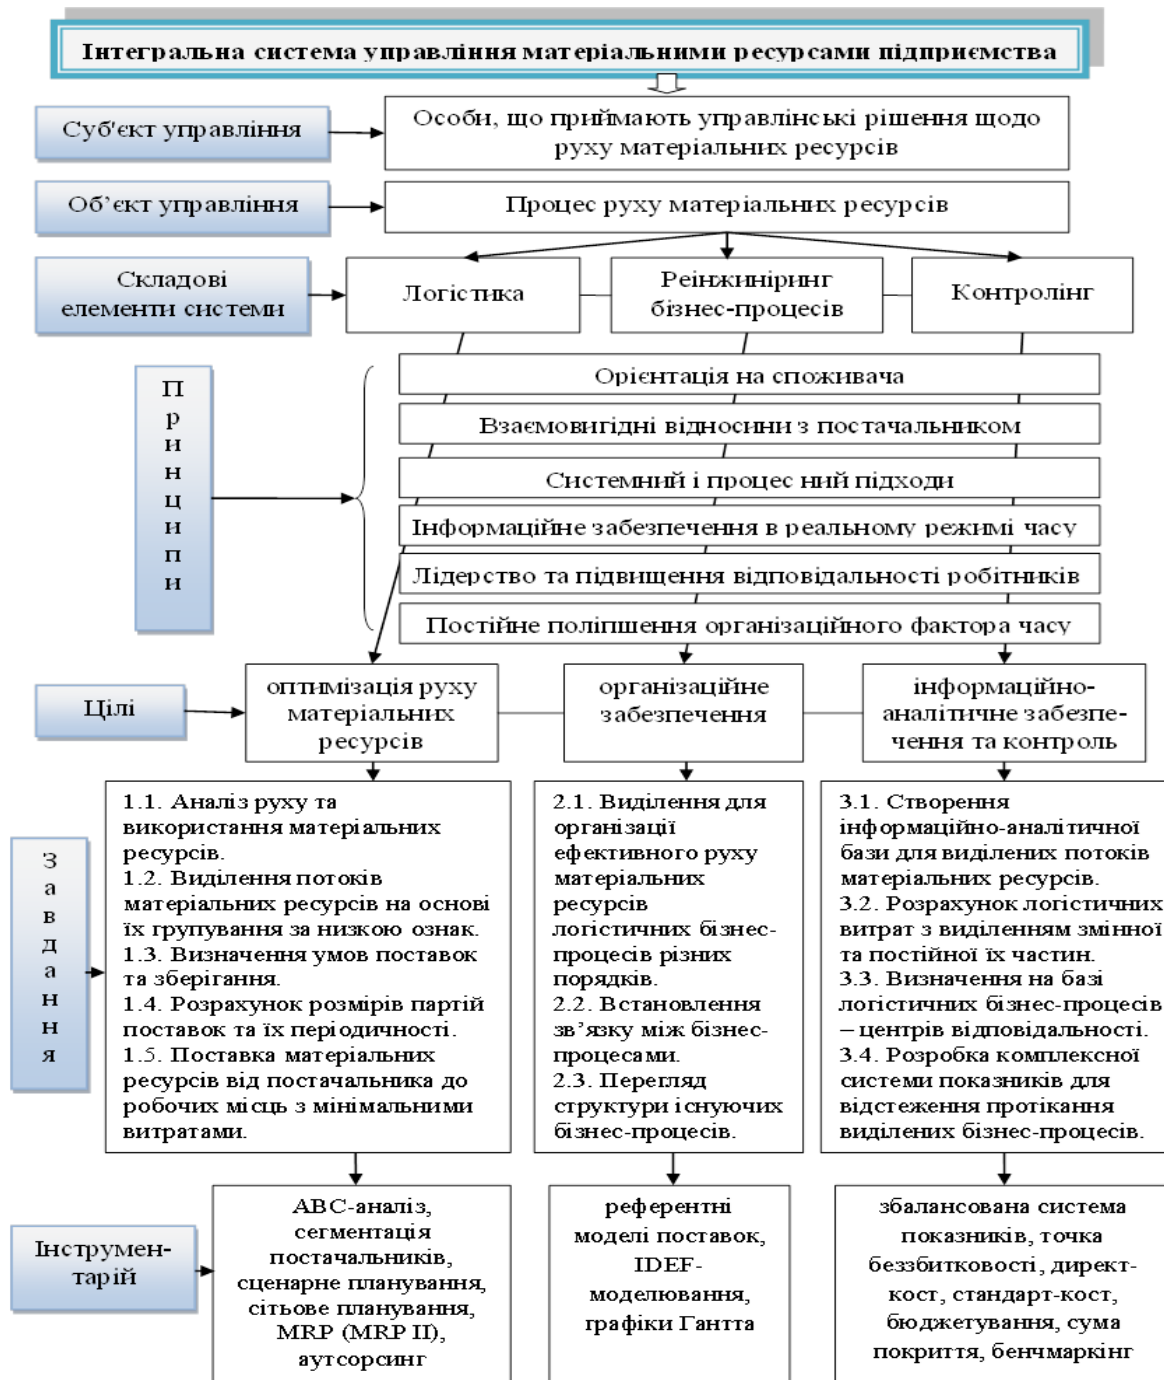 Інтегральна система управління матеріальними ресурсами підприємства
Суб'єкт управління
Особи, що приймають управлінські рішення щодо
руху матеріальних ресурсів
Об’єкт управління
Процес руху матеріальних ресурсів
Складові
елементи системи
Логістика
Реінжиніринг
бізнес-процесів
Контролінг
Принципи
Орієнтація на споживача
Взаємовигідні відносини з постачальником
Системний і процес ний підходи
Інформаційне забезпечення в реальному режимі часу
Лідерство та підвищення відповідальності робітників
Постійне поліпшення організаційного фактора часу
Цілі
оптимізація руху
матеріальних
ресурсів
організаційне
забезпечення
інформаційно-
аналітичне забезпе-
чення та контроль
Завдання
1.1. Аналіз руху та
використання матеріальних
ресурсів.
1.2. Виділення потоків
матеріальних ресурсів на основі
їх групування за низкою ознак.
1.3. Визначення умов поставок
та зберігання.
1.4. Розрахунок розмірів партій
поставок та їх періодичності.
1.5. Поставка матеріальних
ресурсів від постачальника до
робочих місць з мінімальними
витратами.
2.1. Виділення для
організації
ефективного руху
матеріальних
ресурсів
логістичних бізнес-
процесів різних
порядків.
2.2. Встановлення
зв’язку між бізнес-
процесами.
2.3. Перегляд
структури існуючих
бізнес-процесів.
3.1. Створення
інформаційно-аналітичної
бази для виділених потоків
матеріальних ресурсів.
3.2. Розрахунок логістичних
витрат з виділенням змінної
та постійної їх частин.
3.3. Визначення на базі
логістичних бізнес-процесів
– центрів відповідальності.
3.4. Розробка комплексної
системи показників для
відстеження протікання
виділених бізнес-процесів.
Інструмен-
тарій
АВС-аналіз,
сегментація
постачальників,
сценарне планування,
сітьове планування,
MRP (MRP II),
аутсорсинг
референтні
моделі поставок,
IDEF-
моделювання,
графіки Гантта
збалансована система
показників, точка
беззбитковості, директ-
кост, стандарт-кост,
бюджетування, сума
покриття, бенчмаркінг